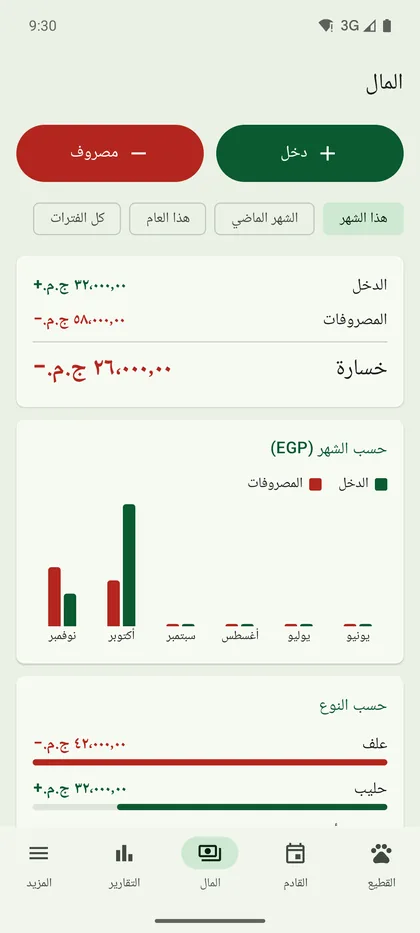 9:30
3G
المال
دخل
مصروف
هذا الشهر
الشهر الماضي
هذا العام
كل الفترات
الدخل
+٣٢،٠٠٠,٠٠ ج.م.
المصروفات
−٥٨،٠٠٠,٠٠ ج.م.
خسارة
−٢٦،٠٠٠,٠٠ ج.م.
حسب الشهر (EGP)
الدخل
المصروفات
يونيو
يوليو
أغسطس
سبتمبر
أكتوبر
نوفمبر
حسب النوع
علف
−٤٢،٠٠٠,٠٠ ج.م.
حليب
+٣٢،٠٠٠,٠٠ ج.م.
القطيع
القادم
المال
التقارير
المزيد